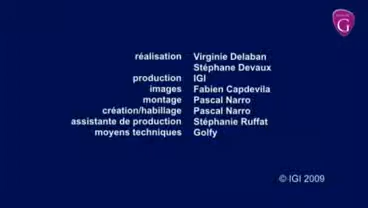 G
réalisation Virginie Delaban
Stéphane Devaux
production IGI
images Fabien Capdevila
montage Pascal Narro
création/habillage Pascal Narro
assistante de production Stéphanie Ruffat
moyens techniques Golfy
© IGI 2009